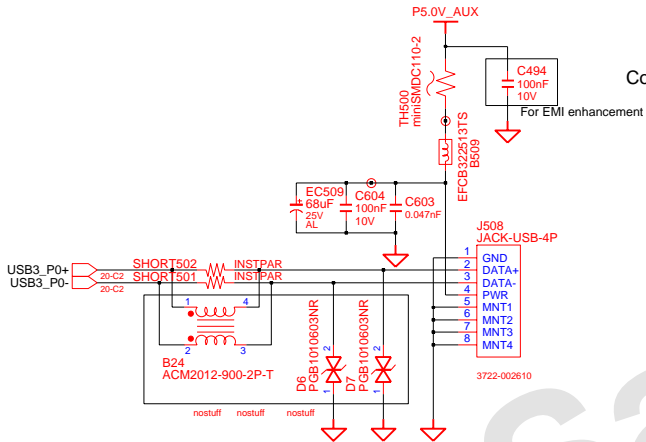 P5.0V_AUX
TH500
miniSMDC110-2
C494
100nF
10V
Co
For EMI enhancement
EFCB322513TS
B509
EC509
68uF
25V
AL
C604
100nF
10V
C603
0.047nF
J508
JACK-USB-4P
1 GND
2 DATA+
3 DATA-
4 PWR
5 MNT1
6 MNT2
7 MNT3
8 MNT4
3722-002610
USB3_P0+ 20-C2 SHORT502 INSTPAR
USB3_P0- 20-C2 SHORT501 INSTPAR
1 4
2 3
B24
ACM2012-900-2P-T
D6
PGB1010603NR
2
1
D7
PGB1010603NR
2
1
nostuff nostuff nostuff